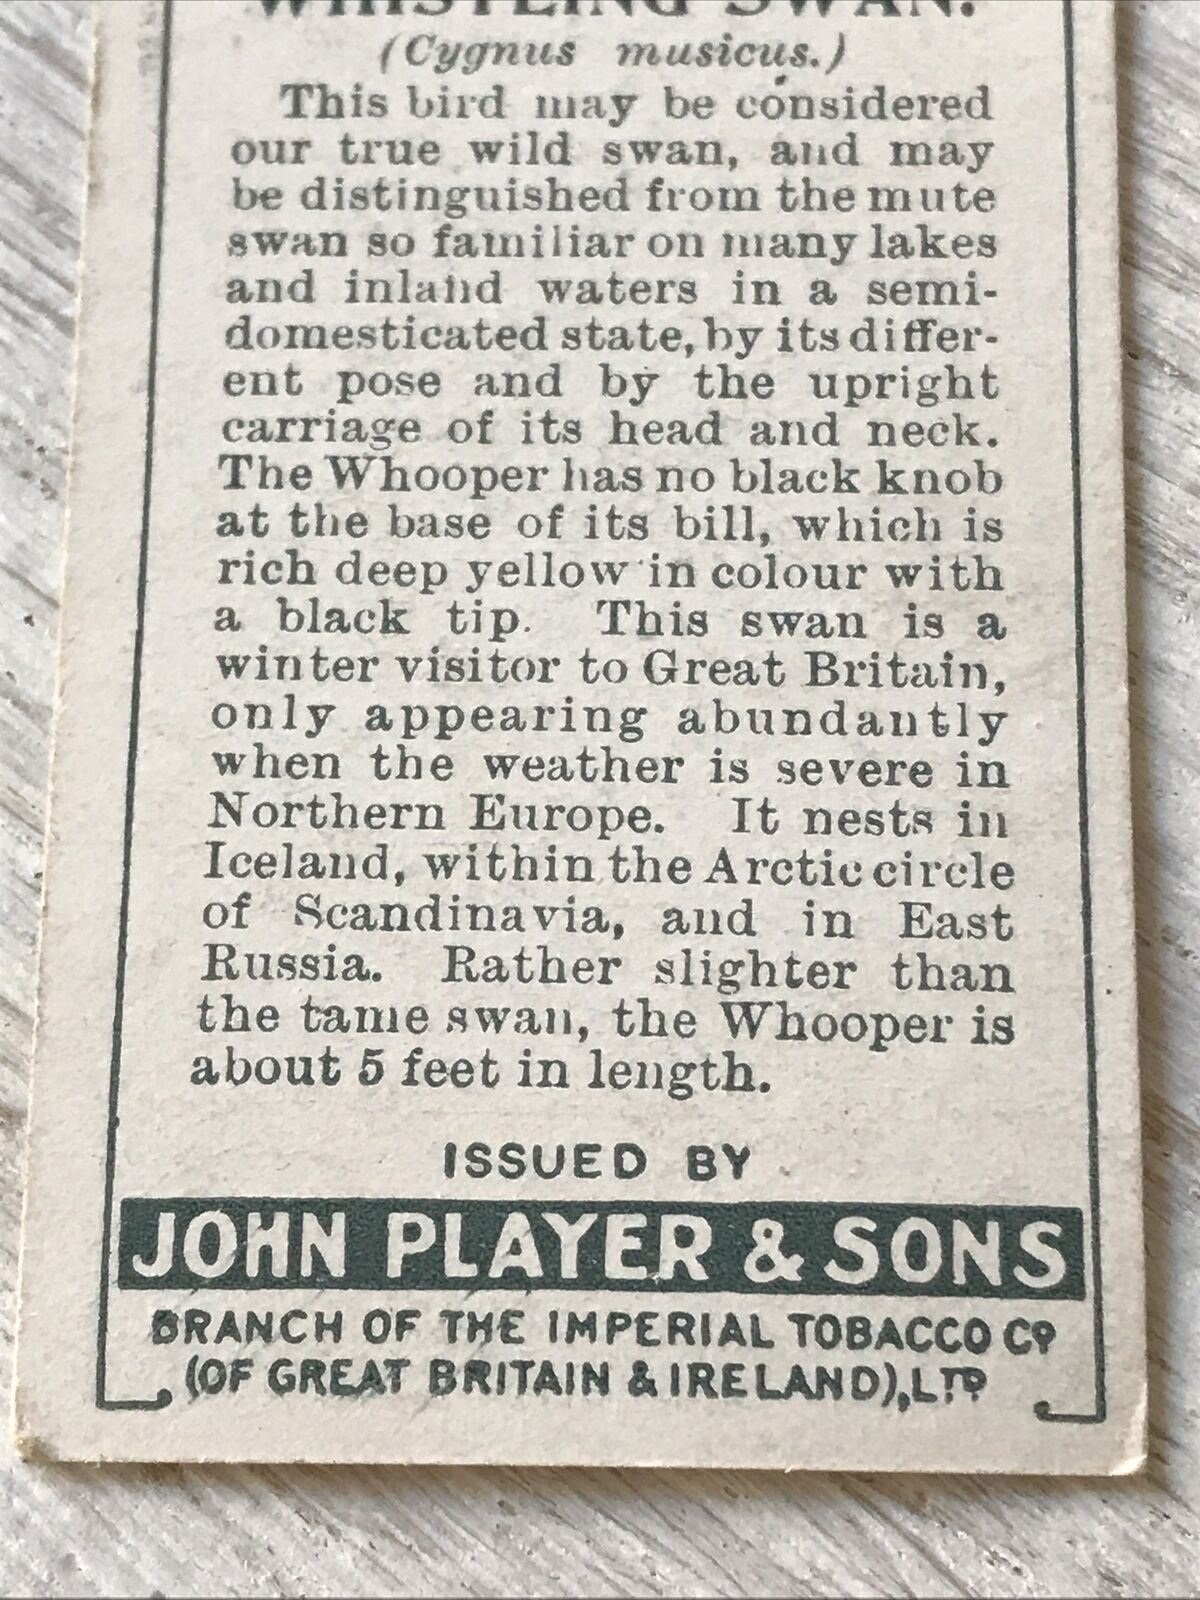 WHISTLING SWAN.
(Cygnus musicus.)
This bird may be considered
our true wild swan, and may
be distinguished from the mute
swan so familiar on many lakes
and inland waters in a semi-
domesticated state, by its differ-
ent pose and by the upright
carriage of its head and neck.
The Whooper has no black knob
at the base of its bill, which is
rich deep yellow in colour with
a black tip. This swan is a
winter visitor to Great Britain,
only appearing abundantly
when the weather is severe in
Northern Europe. It nests in
Iceland, within the Arctic circle
of Scandinavia, and in East
Russia. Rather slighter than
the tame swan, the Whooper is
about 5 feet in length.
ISSUED BY
JOHN PLAYER & SONS
BRANCH OF THE IMPERIAL TOBACCO Co
(OF GREAT BRITAIN & IRELAND), LTD